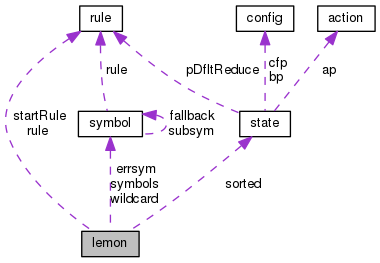 rule
config
action
rule
pDfltReduce
cfp
bp
ap
startRule
rule
symbol
fallback
subsym
state
errsym
symbols
wildcard
sorted
lemon